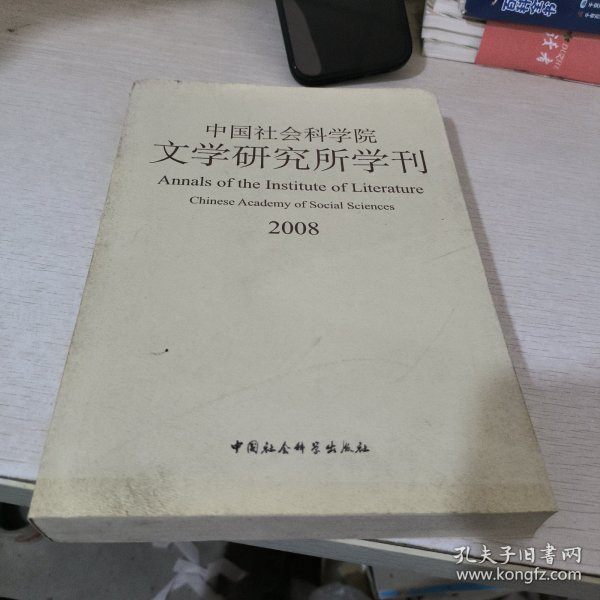 中国社会科学院
文学研究所学刊
Annals of the Institute of Literature
Chinese Academy of Social Sciences
2008
中国社会科学出版社
读者
孔夫子旧书网
www.kongfz.com